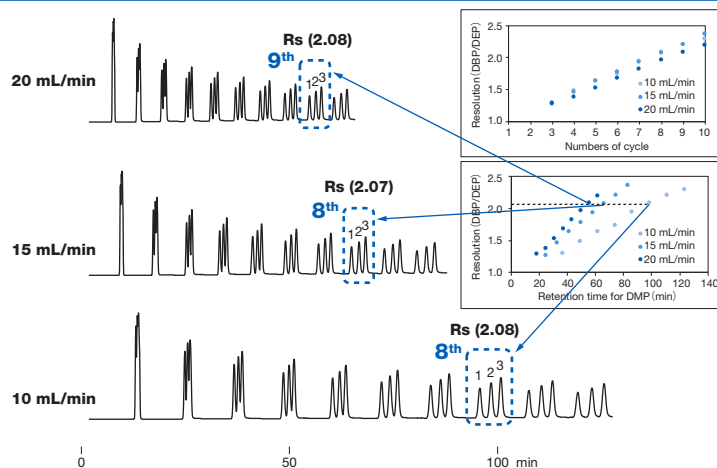 Rs (2.08)
9th
1 2 3
20 mL/min
Rs (2.07)
8th
1 2 3
15 mL/min
Rs (2.08)
8th
1 2 3
10 mL/min
0 50 100 min
Resolution (DBP/DEP)
2.5
2.0
1.5
1.0
10 mL/min
15 mL/min
20 mL/min
1 2 3 4 5 6 7 8 9 10
Numbers of cycle
Resolution (DBP/DEP)
2.5
2.0
1.5
1.0
10 mL/min
15 mL/min
20 mL/min
0 20 40 60 80 100 120 140
Retention time for DMP (min)